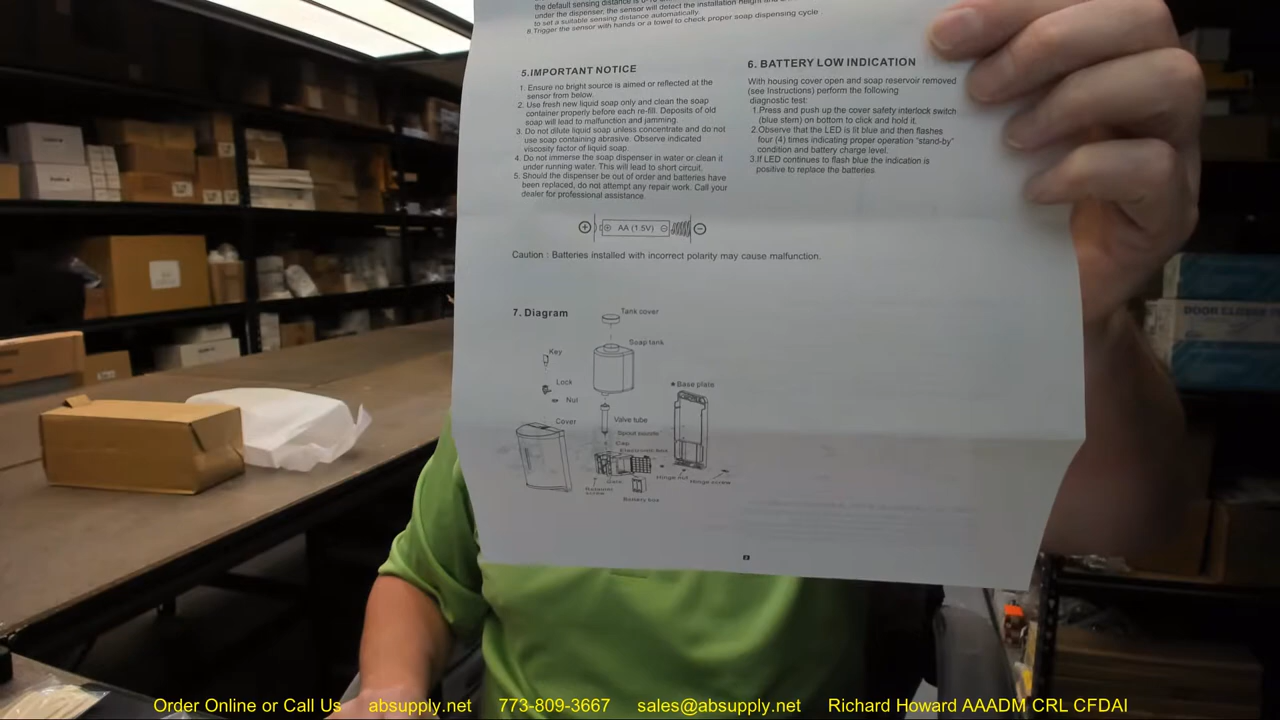 under the dispenser, the sensor will detect the installation height and
to set a suitable sensing distance automatically.
8. Trigger the sensor with hands or a towel to check proper soap dispensing cycle
5.IMPORTANT NOTICE
1. Ensure no bright source is aimed or reflected at the
sensor from below.
2. Use fresh new liquid soap only and clean the soap
container properly before each re-fill. Deposits of old
soap will lead to malfunction and jamming.
3. Do not dilute liquid soap unless concentrate and do not
use soap containing abrasive. Observe indicated
viscosity factor of liquid soap.
4. Do not immerse the soap dispenser in water or clean it
under running water. This will lead to short circuit.
5. Should the dispenser be out of order and batteries have
been replaced, do not attempt any repair work. Call your
dealer for professional assistance.
6. BATTERY LOW INDICATION
With housing cover open and soap reservoir removed
(see Instructions) perform the following
diagnostic test:
1.Press and push up the cover safety interlock switch
(blue stem) on bottom to click and hold it.
2.Observe that the LED is lit blue and then flashes
four (4) times indicating proper operation "stand-by"
condition and battery charge level.
3.If LED continues to flash blue the indication is
positive to replace the batteries.
AA (1.5V)
Caution : Batteries installed with incorrect polarity may cause malfunction.
7. Diagram
Tank cover
Soap tank
Key
Lock
Nut
Base plate
Cover
Valve tube
Spout nozzle
Cap
Hinge nut
Hinge screw
Battery box
DOOR CLOSER
Order Online or Call Us absupply.net 773-809-3667 sales@absupply.net Richard Howard AAADM CRL CFDAI